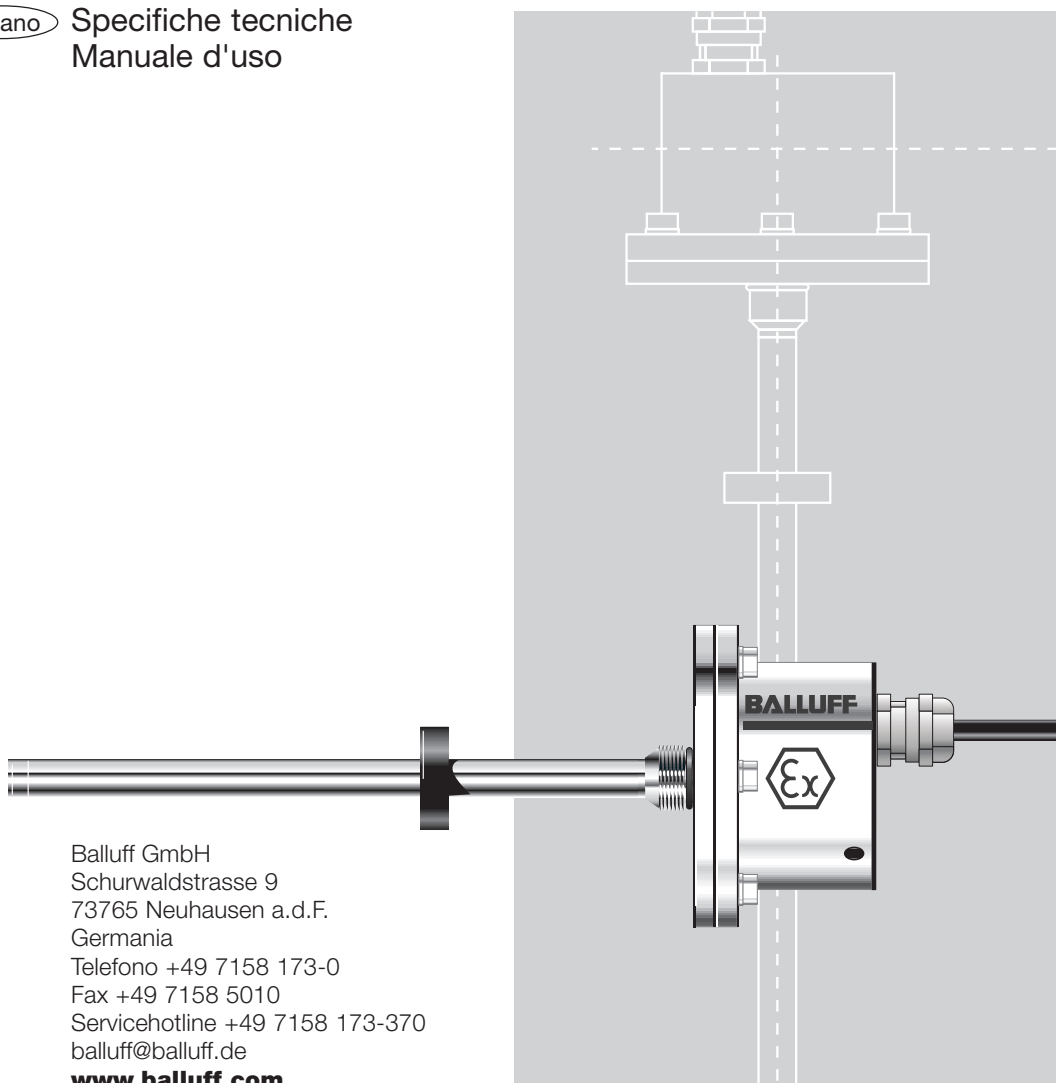 ano
Specifiche tecniche
Manuale d'uso
BALLUFF
Ex
Balluff GmbH
Schurwaldstrasse 9
73765 Neuhausen a.d.F.
Germania
Telefono +49 7158 173-0
Fax +49 7158 5010
Servicehotline +49 7158 173-370
balluff@balluff.de
www.balluff.com